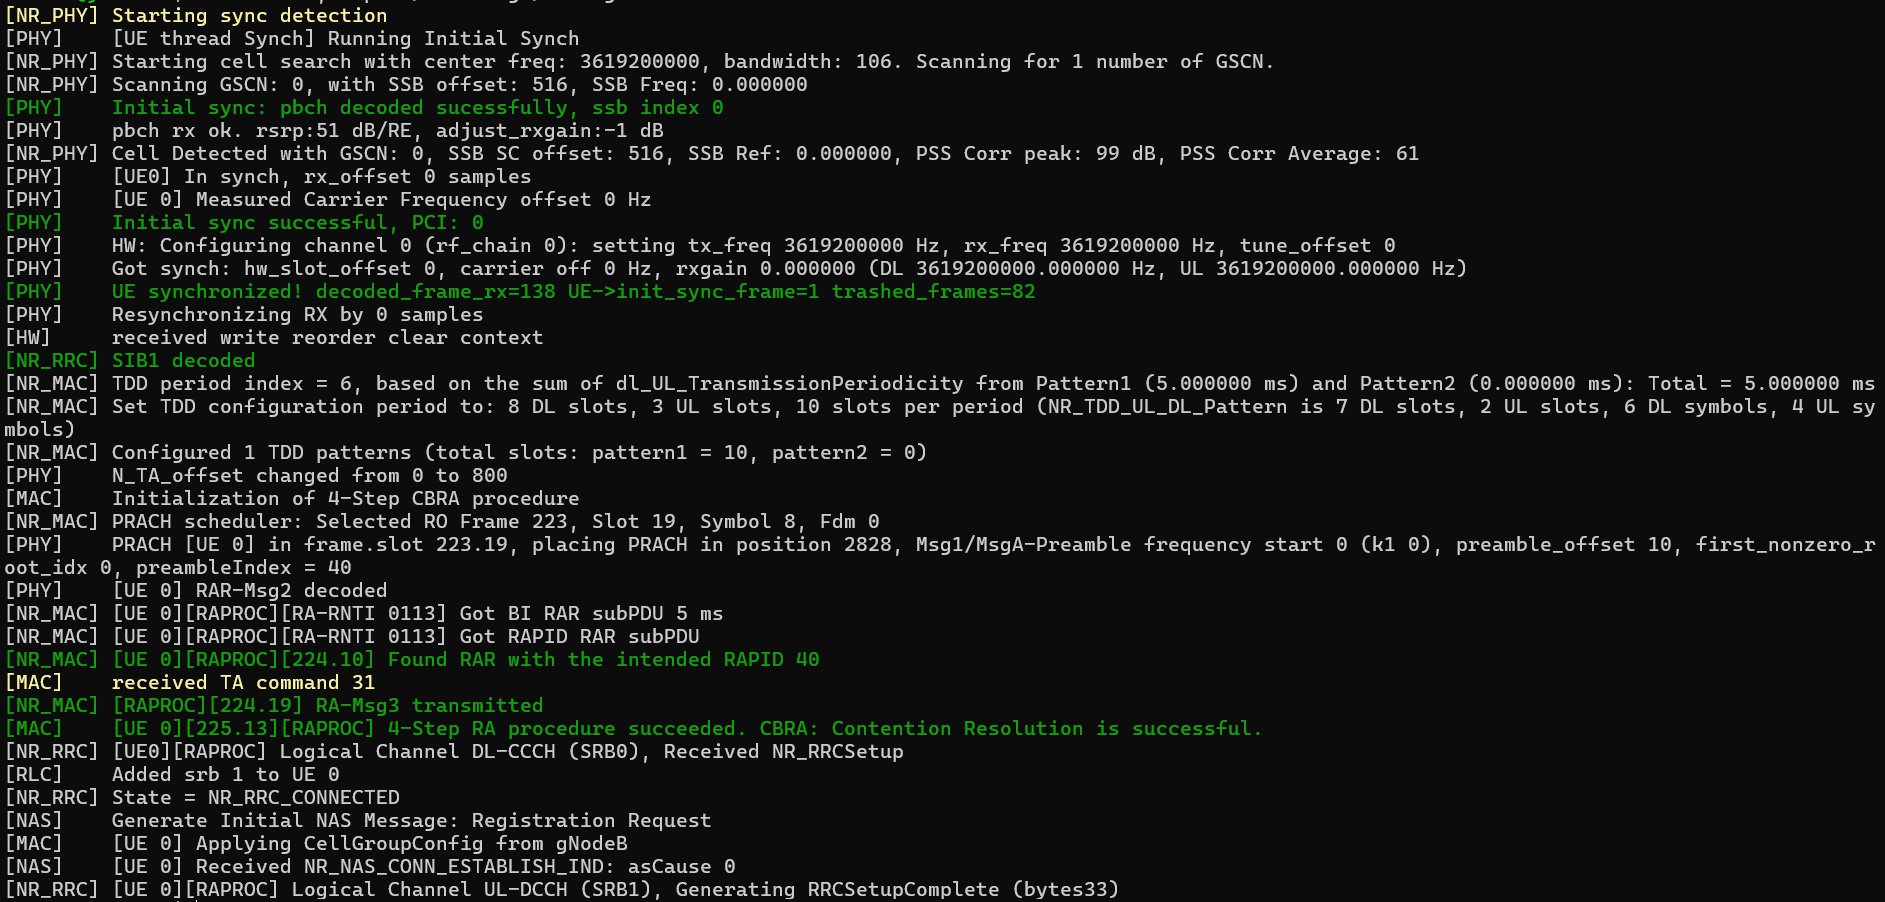 [NR_PHY] Starting sync detection
[PHY]    [UE thread Synch] Running Initial Synch
[NR_PHY] Starting cell search with center freq: 3619200000, bandwidth: 106. Scanning for 1 number of GSCN.
[NR_PHY] Scanning GSCN: 0, with SSB offset: 516, SSB Freq: 0.000000
[PHY]    Initial sync: pbch decoded sucessfully, ssb index 0
[PHY]    pbch rx ok. rsrp:51 dB/RE, adjust_rxgain:-1 dB
[NR_PHY] Cell Detected with GSCN: 0, SSB SC offset: 516, SSB Ref: 0.000000, PSS Corr peak: 99 dB, PSS Corr Average: 61
[PHY]    [UE0] In synch, rx_offset 0 samples
[PHY]    [UE 0] Measured Carrier Frequency offset 0 Hz
[PHY]    Initial sync successful, PCI: 0
[PHY]    HW: Configuring channel 0 (rf_chain 0): setting tx_freq 3619200000 Hz, rx_freq 3619200000 Hz, tune_offset 0
[PHY]    Got synch: hw_slot_offset 0, carrier off 0 Hz, rxgain 0.000000 (DL 3619200000.000000 Hz, UL 3619200000.000000 Hz)
[PHY]    UE synchronized! decoded_frame_rx=138 UE->init_sync_frame=1 trashed_frames=82
[PHY]    Resynchronizing RX by 0 samples
[HW]     received write reorder clear context
[NR_RRC] SIB1 decoded
[NR_MAC] TDD period index = 6, based on the sum of dl_UL_TransmissionPeriodicity from Pattern1 (5.000000 ms) and Pattern2 (0.000000 ms): Total = 5.000000 ms
[NR_MAC] Set TDD configuration period to: 8 DL slots, 3 UL slots, 10 slots per period (NR_TDD_UL_DL_Pattern is 7 DL slots, 2 UL slots, 6 DL symbols, 4 UL sy
mbols)
[NR_MAC] Configured 1 TDD patterns (total slots: pattern1 = 10, pattern2 = 0)
[PHY]    N_TA_offset changed from 0 to 800
[MAC]    Initialization of 4-Step CBRA procedure
[NR_MAC] PRACH scheduler: Selected RO Frame 223, Slot 19, Symbol 8, Fdm 0
[PHY]    PRACH [UE 0] in frame.slot 223.19, placing PRACH in position 2828, Msg1/MsgA-Preamble frequency start 0 (k1 0), preamble_offset 10, first_nonzero_r
oot_idx 0, preambleIndex = 40
[PHY]    [UE 0] RAR-Msg2 decoded
[NR_MAC] [UE 0][RAPROC][RA-RNTI 0113] Got BI RAR subPDU 5 ms
[NR_MAC] [UE 0][RAPROC][RA-RNTI 0113] Got RAPID RAR subPDU
[NR_MAC] [UE 0][RAPROC][224.10] Found RAR with the intended RAPID 40
[MAC]    received TA command 31
[NR_MAC] [RAPROC][224.19] RA-Msg3 transmitted
[MAC]    [UE 0][225.13][RAPROC] 4-Step RA procedure succeeded. CBRA: Contention Resolution is successful.
[NR_RRC] [UE0][RAPROC] Logical Channel DL-CCCH (SRB0), Received NR_RRCSetup
[RLC]    Added srb 1 to UE 0
[NR_RRC] State = NR_RRC_CONNECTED
[NAS]    Generate Initial NAS Message: Registration Request
[MAC]    [UE 0] Applying CellGroupConfig from gNodeB
[NAS]    [UE 0] Received NR_NAS_CONN_ESTABLISH_IND: asCause 0
[NR_RRC] [UE 0][RAPROC] Logical Channel UL-DCCH (SRB1), Generating RRCSetupComplete (bytes33)